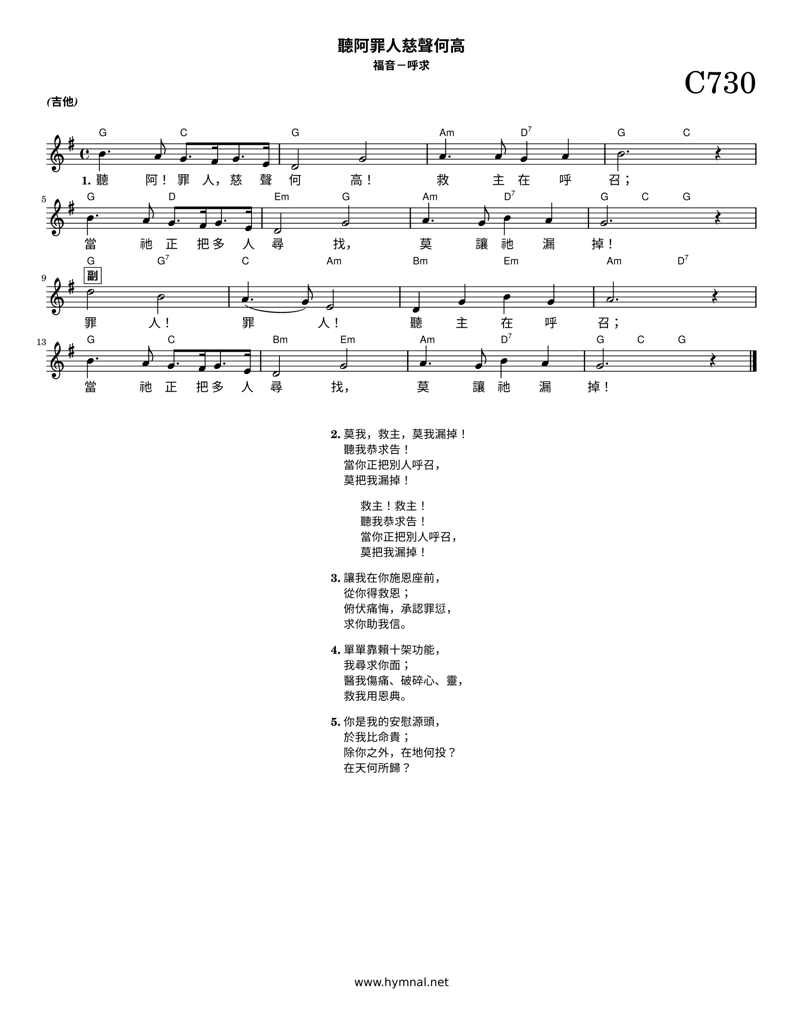 聽阿罪人慈聲何高
福音－呼求
C730
(吉他)
G C G Am D7 G C
1. 聽 阿！ 罪 人， 慈 聲 何 高！ 救 主 在 呼 召；
5
G D Em G Am D7 G C G
當 祂 正 把 多 人 尋 找， 莫 讓 祂 漏 掉！
9
G G7 C Am Bm Em Am D7
副
罪 人！ 罪 人！ 聽 主 在 呼 召；
13
G C Bm Em Am D7 G C G
當 祂 正 把 多 人 尋 找， 莫 讓 祂 漏 掉！
2. 莫我，救主，莫我漏掉！
聽我恭求告！
當你正把別人呼召，
莫把我漏掉！
救主！救主！
聽我恭求告！
當你正把別人呼召，
莫把我漏掉！
3. 讓我在你施恩座前，
從你得救恩；
俯伏痛悔，承認罪愆，
求你助我信。
4. 單單靠賴十架功能，
我尋求你面；
醫我傷痛、破碎心、靈，
救我用恩典。
5. 你是我的安慰源頭，
於我比命貴；
除你之外，在地何投？
在天何所歸？
www.hymnal.net